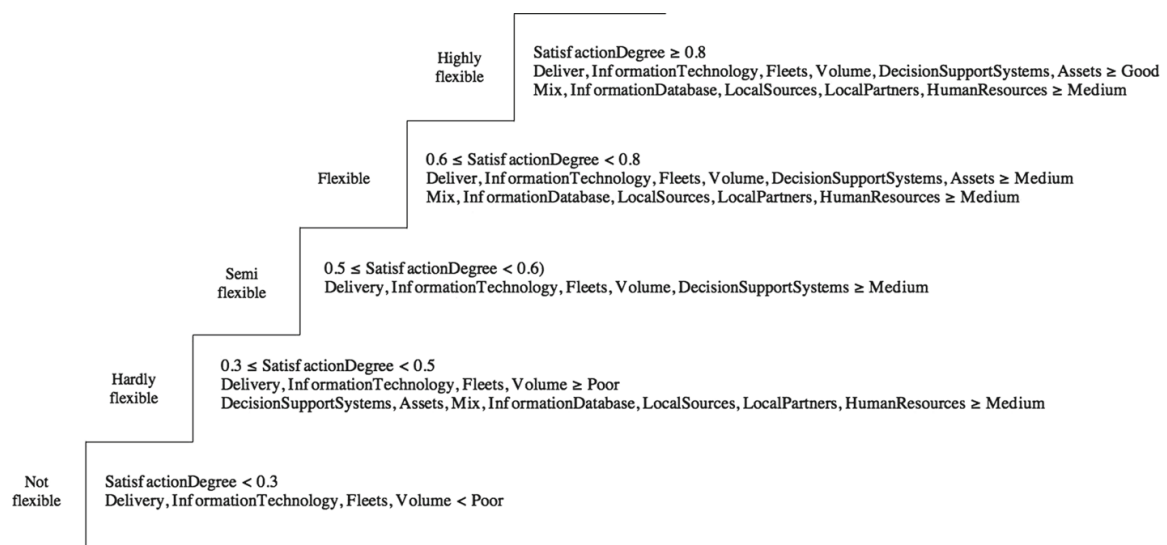 Highly
flexible
SatisfactionDegree ≥ 0.8
Deliver, InformationTechnology, Fleets, Volume, DecisionSupportSystems, Assets ≥ Good
Mix, InformationDatabase, LocalSources, LocalPartners, HumanResources ≥ Medium
Flexible
0.6 ≤ SatisfactionDegree < 0.8
Deliver, InformationTechnology, Fleets, Volume, DecisionSupportSystems, Assets ≥ Medium
Mix, InformationDatabase, LocalSources, LocalPartners, HumanResources ≥ Medium
Semi
flexible
0.5 ≤ SatisfactionDegree < 0.6)
Delivery, InformationTechnology, Fleets, Volume, DecisionSupportSystems ≥ Medium
Hardly
flexible
0.3 ≤ SatisfactionDegree < 0.5
Delivery, InformationTechnology, Fleets, Volume ≥ Poor
DecisionSupportSystems, Assets, Mix, InformationDatabase, LocalSources, LocalPartners, HumanResources ≥ Medium
Not
flexible
SatisfactionDegree < 0.3
Delivery, InformationTechnology, Fleets, Volume < Poor